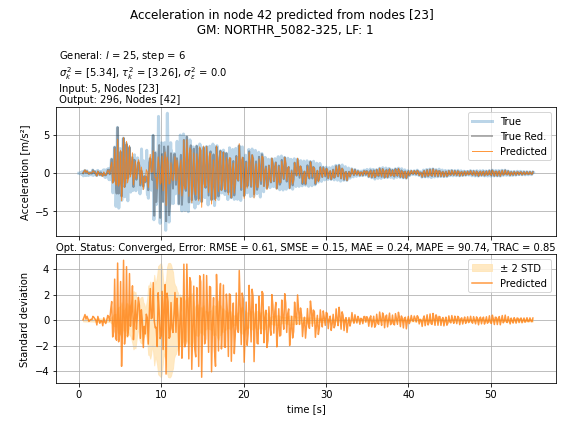 Acceleration in node 42 predicted from nodes [23]
GM: NORTHR_5082-325, LF: 1
General: l = 25, step = 6
σ²ₖ = [5.34], τ²ₖ = [3.26], σ²ε = 0.0
Input: 5, Nodes [23]
Output: 296, Nodes [42]
Acceleration [m/s²]
5
0
−5
True
True Red.
Predicted
Opt. Status: Converged, Error: RMSE = 0.61, SMSE = 0.15, MAE = 0.24, MAPE = 90.74, TRAC = 0.85
Standard deviation
4
2
0
−2
−4
± 2 STD
Predicted
0 10 20 30 40 50
time [s]